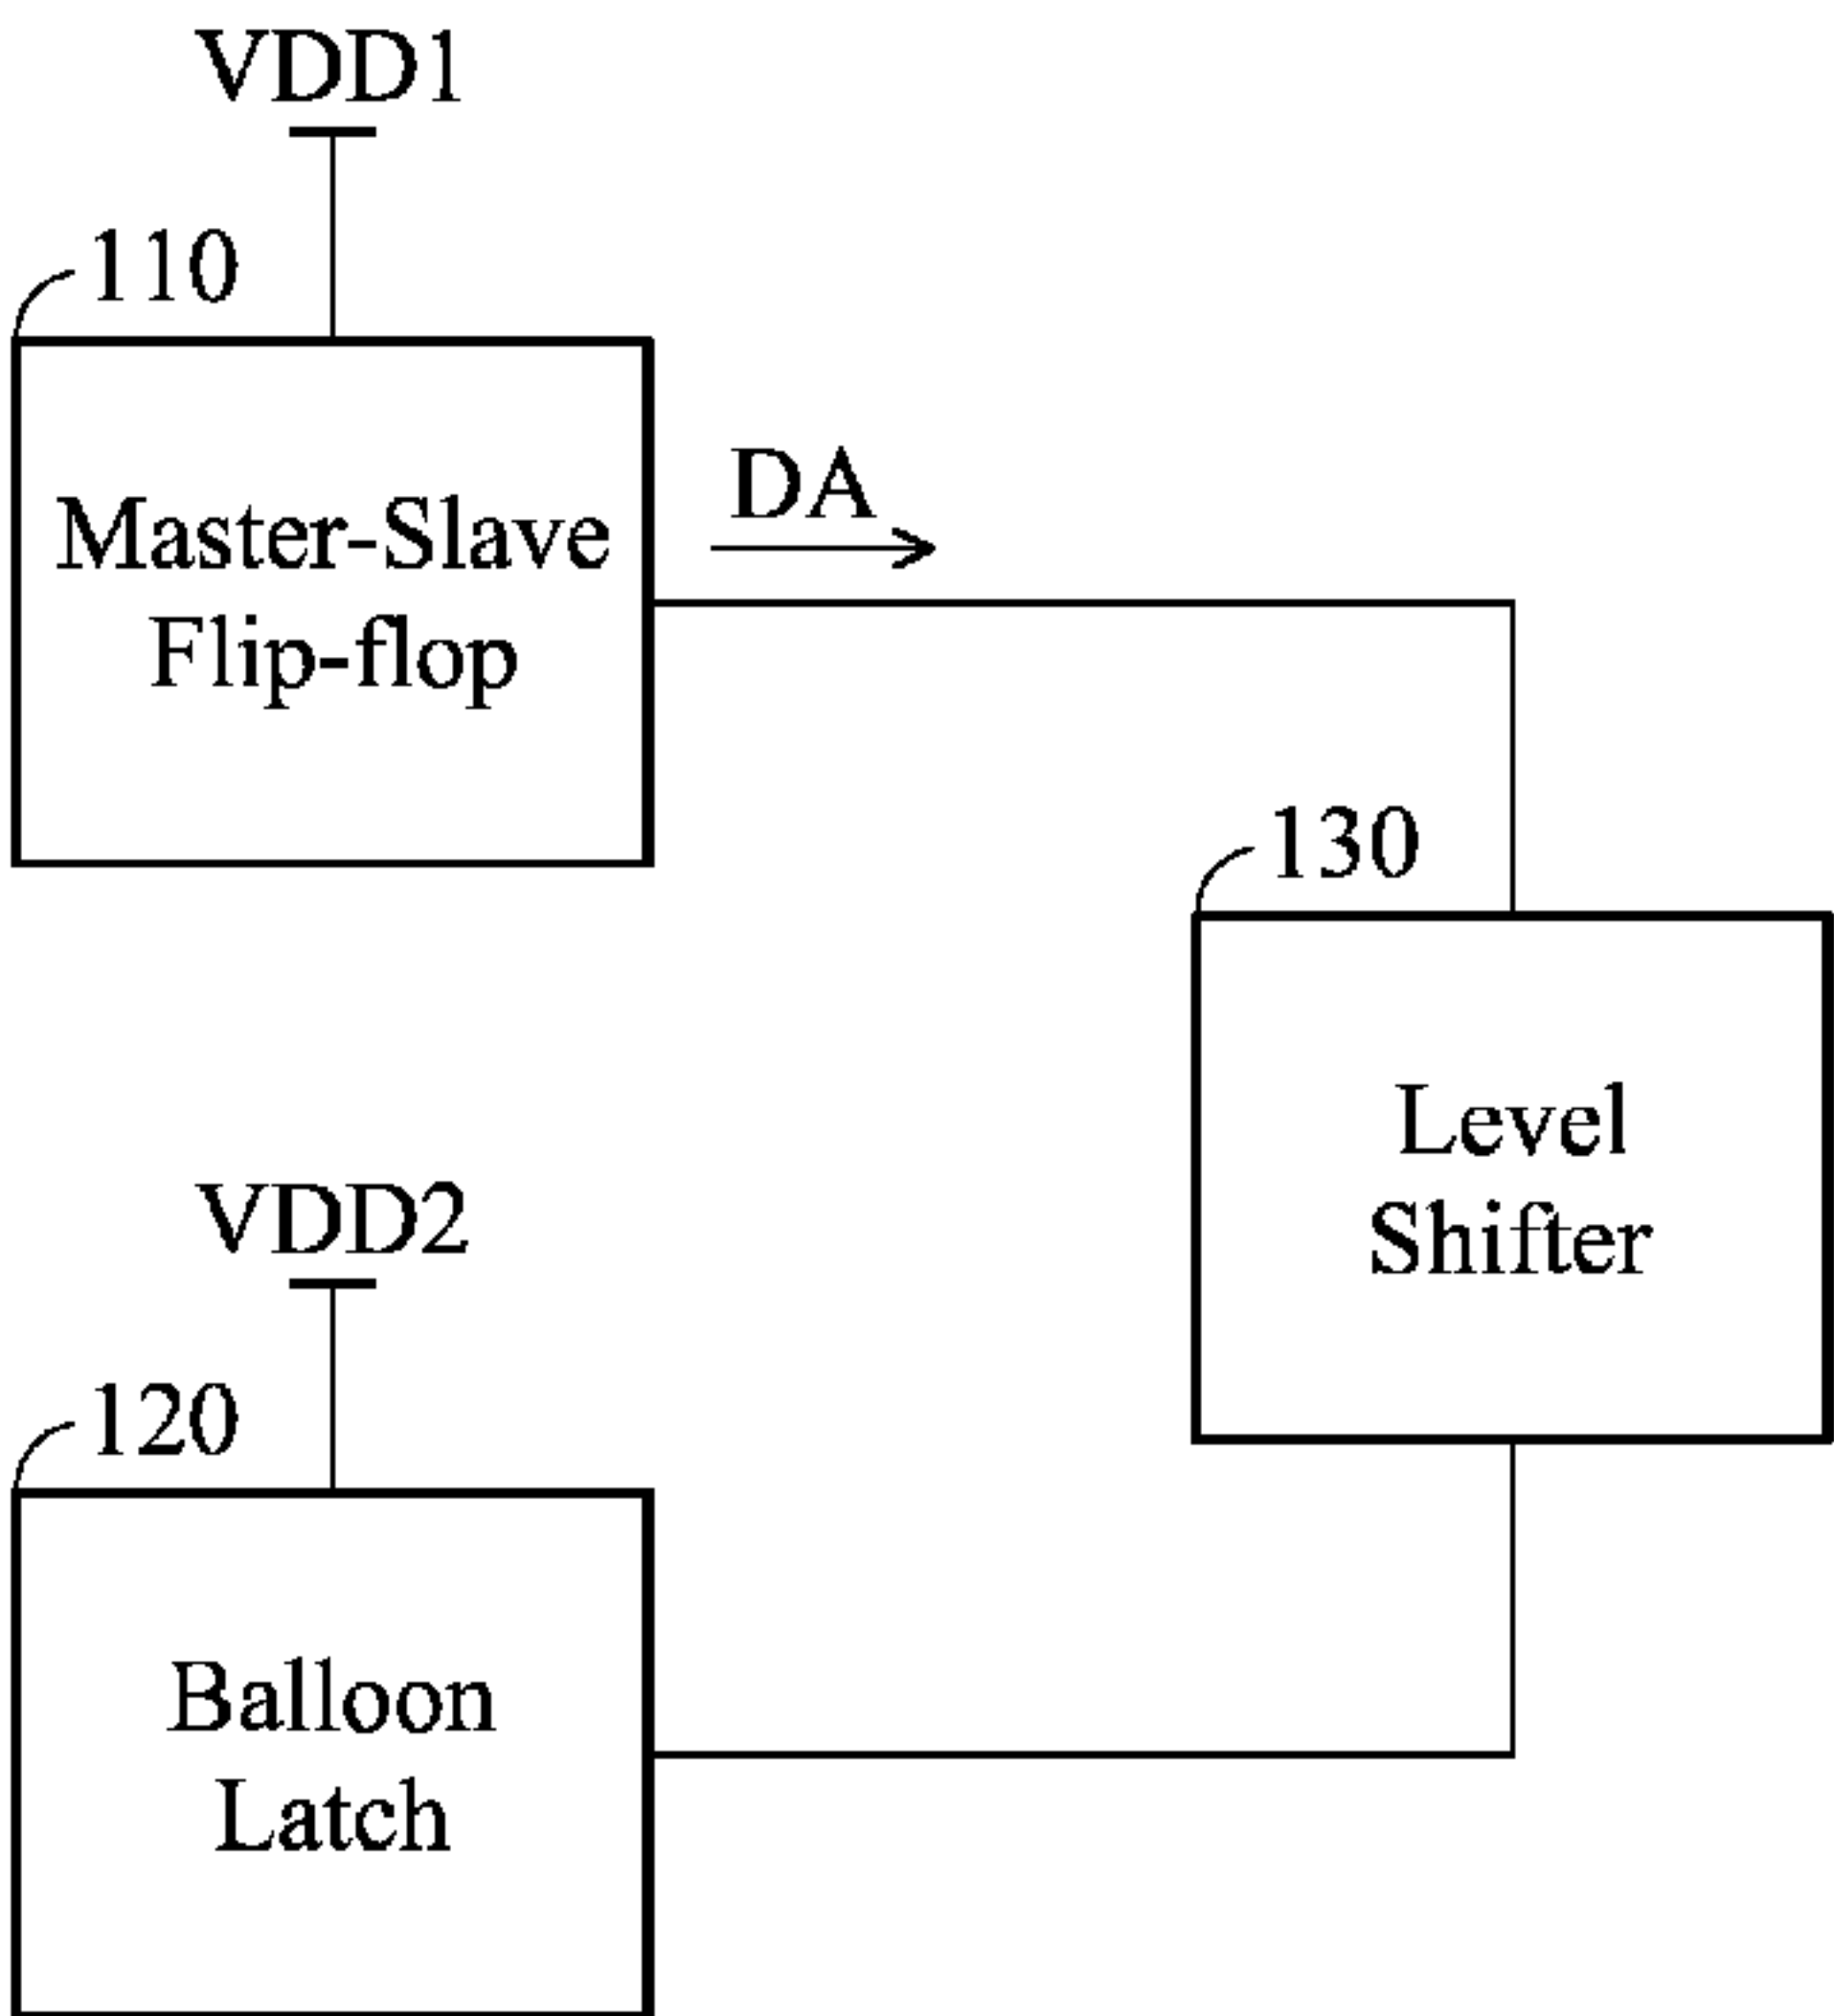 VDD1
110
Master-Slave
Flip-flop
DA
130
Level
Shifter
VDD2
120
Balloon
Latch